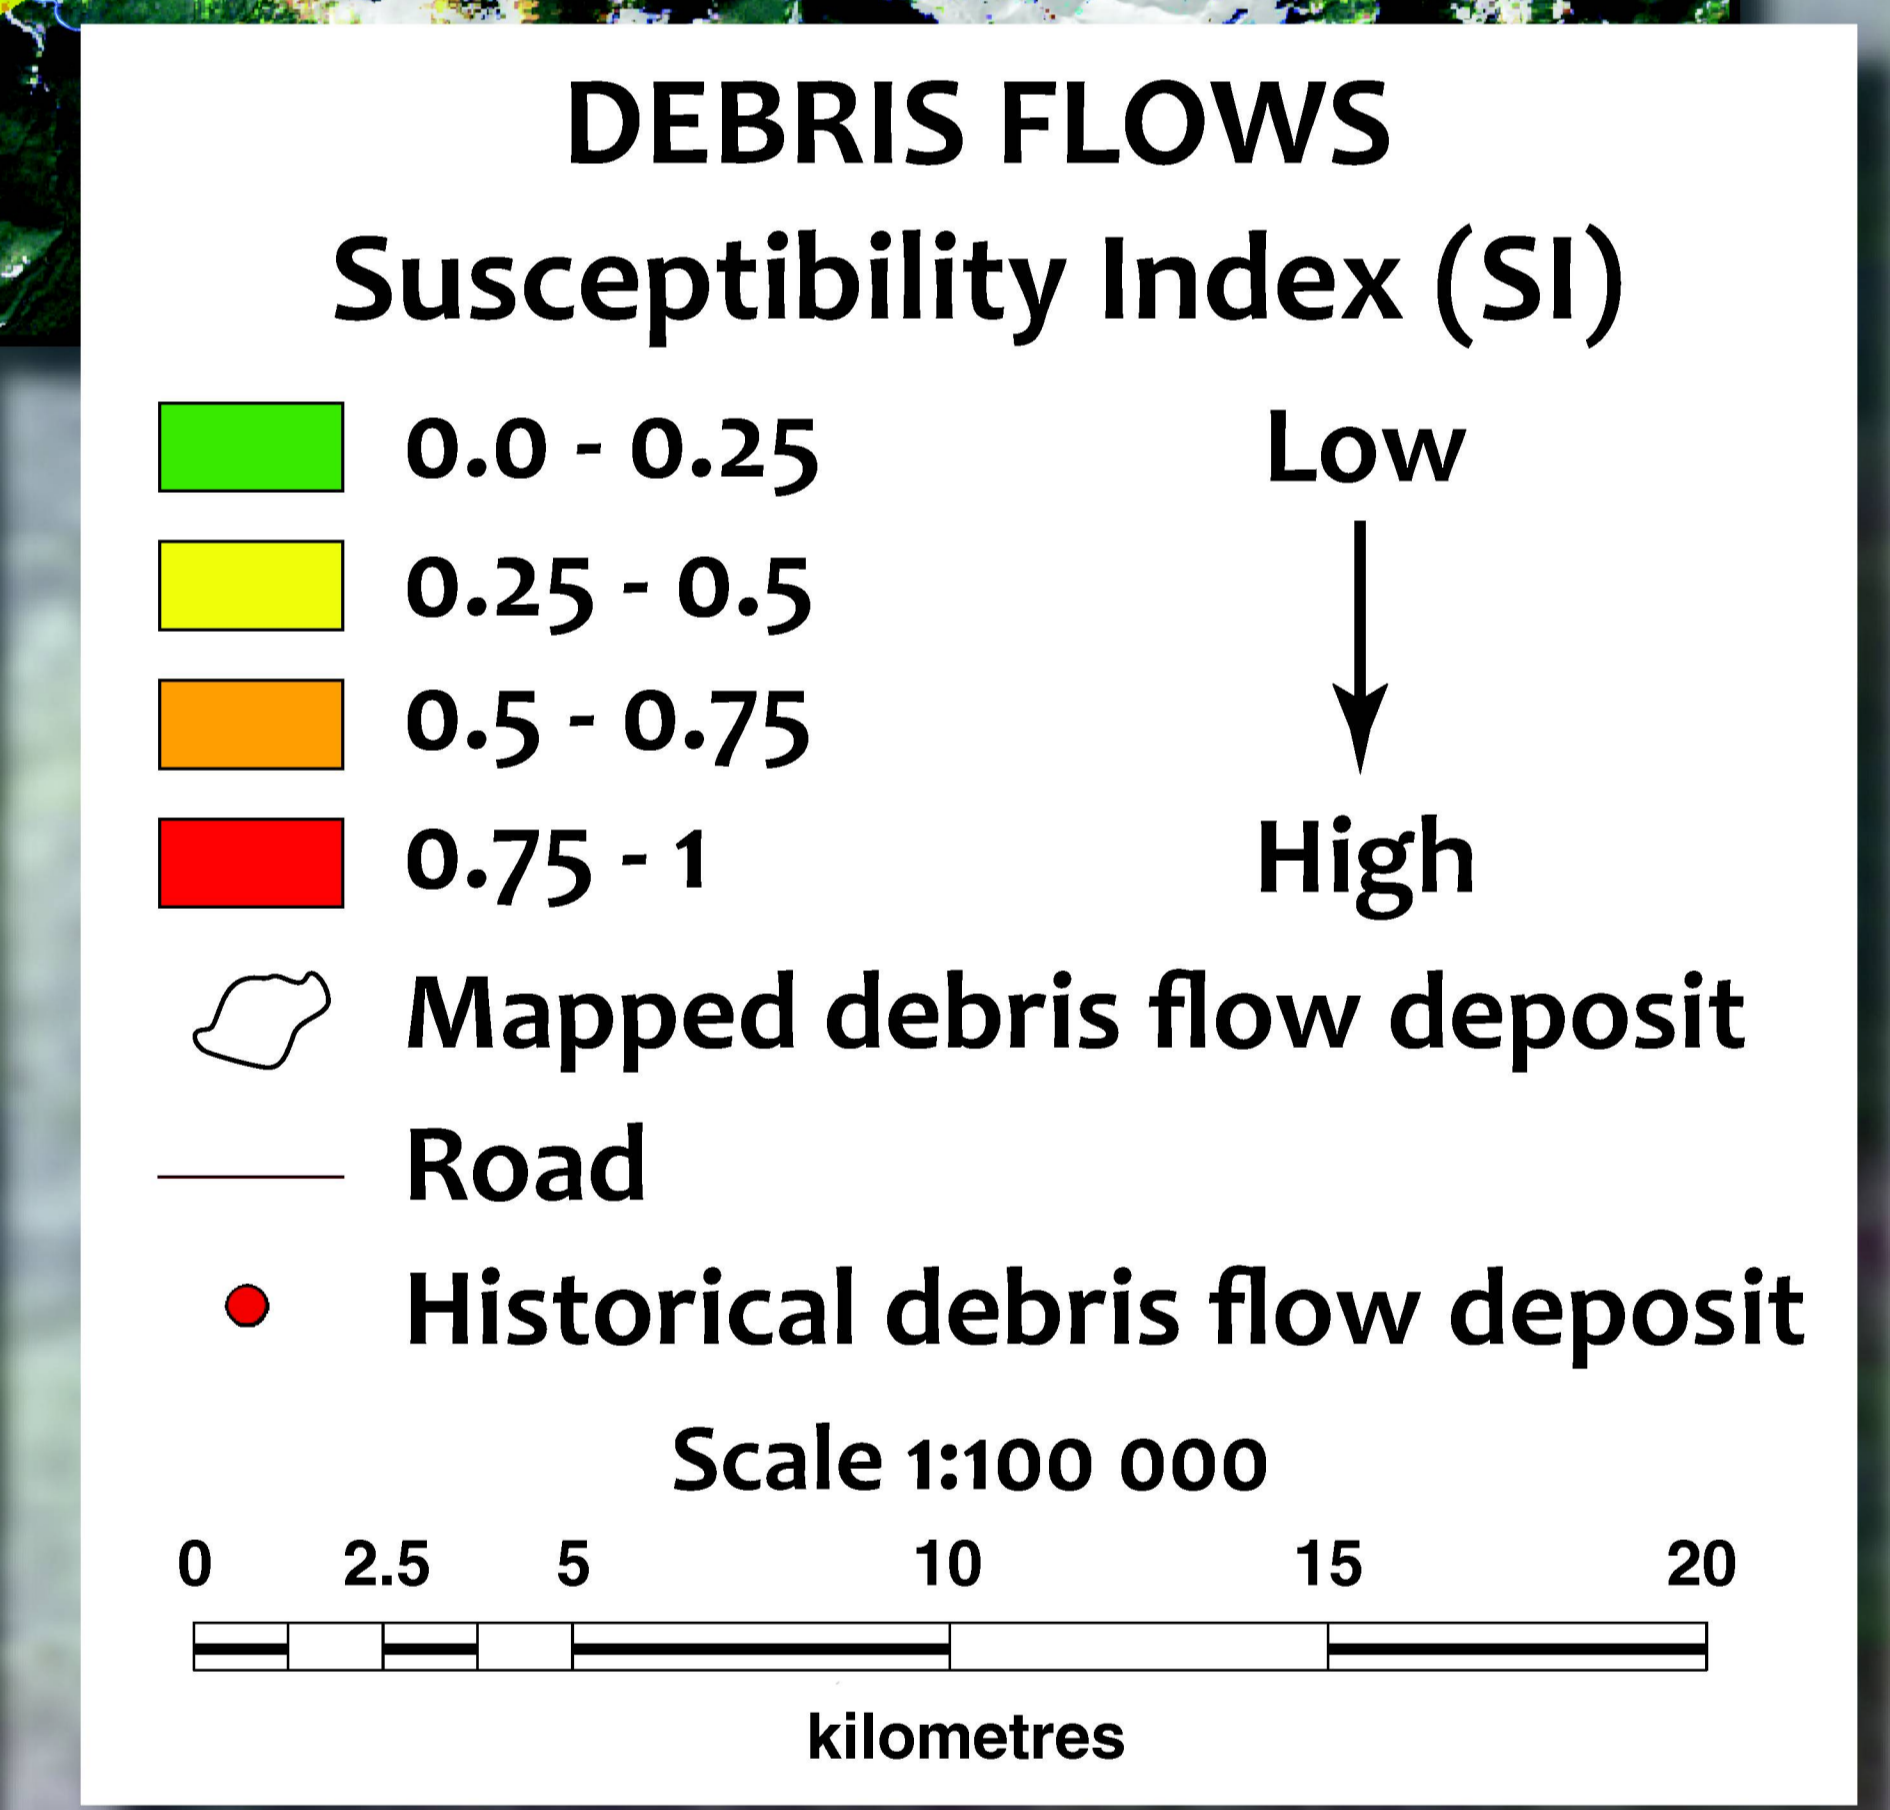 DEBRIS FLOWS
Susceptibility Index (SI)
0.0 - 0.25 Low
0.25 - 0.5
0.5 - 0.75
0.75 - 1 High
Mapped debris flow deposit
Road
Historical debris flow deposit
Scale 1:100 000
0 2.5 5 10 15 20
kilometres